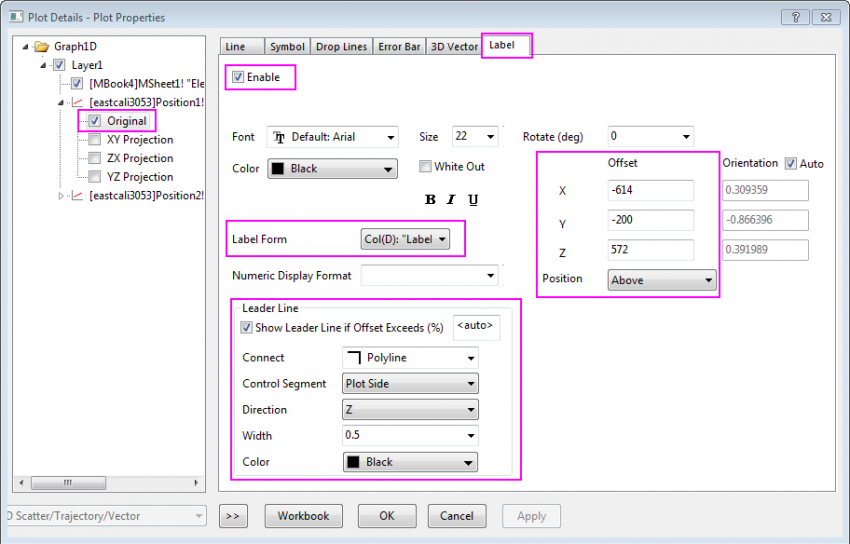 Plot Details - Plot Properties
Graph1D
Layer1
[MBook4]MSheet1! "Ele
[eastcali3053]Position1!
Original
XY Projection
ZX Projection
YZ Projection
[eastcali3053]Position2!
Line Symbol Drop Lines Error Bar 3D Vector Label
Enable
Font Default: Arial Size 22 Rotate (deg) 0
Color Black White Out
B I U
Offset Orientation Auto
X -614 0.309359
Y -200 -0.866396
Z 572 0.391989
Position Above
Label Form Col(D): "Label
Numeric Display Format
Leader Line
Show Leader Line if Offset Exceeds (%) <auto>
Connect Polyline
Control Segment Plot Side
Direction Z
Width 0.5
Color Black
D Scatter/Trajectory/Vector >> Workbook OK Cancel Apply